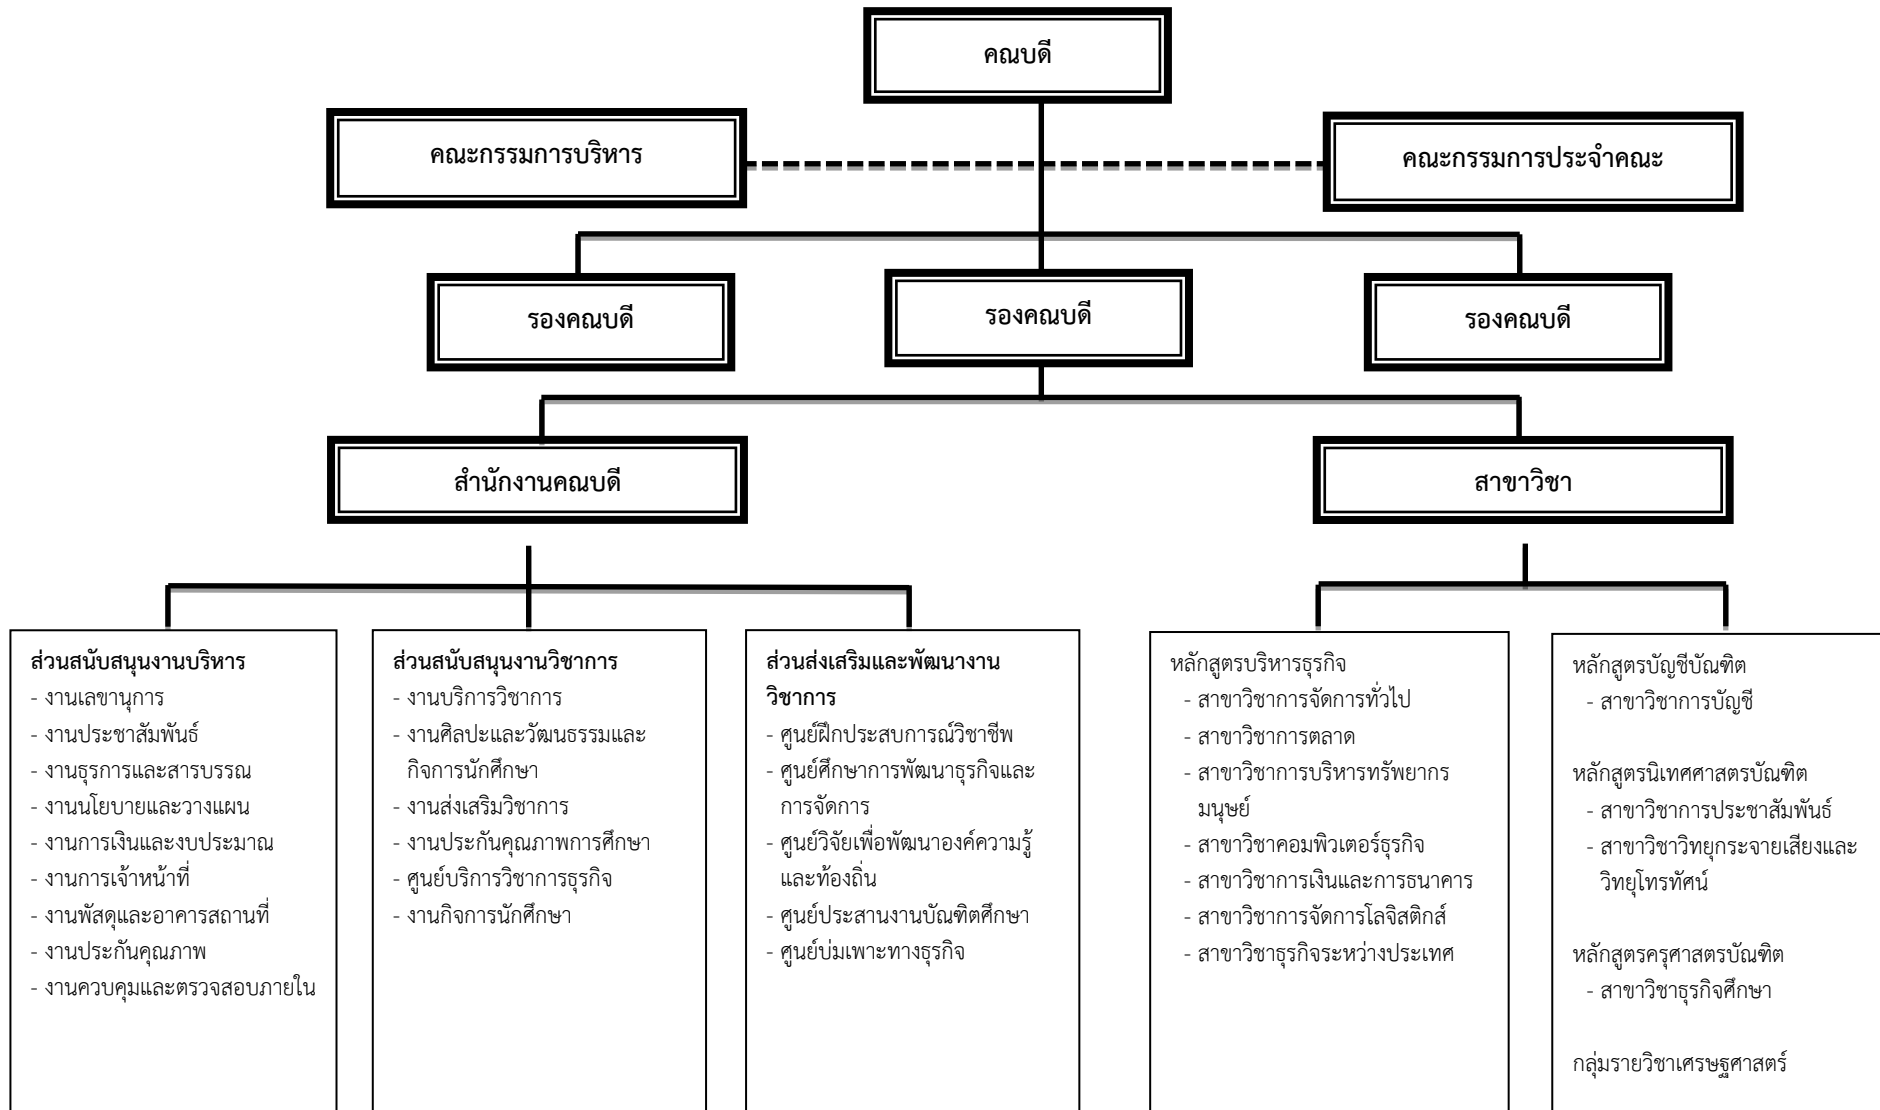 คณบดี
คณะกรรมการบริหาร
คณะกรรมการประจำคณะ
รองคณบดี
รองคณบดี
รองคณบดี
สำนักงานคณบดี
สาขาวิชา
ส่วนสนับสนุนงานบริหาร
- งานเลขานุการ
- งานประชาสัมพันธ์
- งานธุรการและสารบรรณ
- งานนโยบายและวางแผน
- งานการเงินและงบประมาณ
- งานการเจ้าหน้าที่
- งานพัสดุและอาคารสถานที่
- งานประกันคุณภาพ
- งานควบคุมและตรวจสอบภายใน
ส่วนสนับสนุนงานวิชาการ
- งานบริการวิชาการ
- งานศิลปะและวัฒนธรรมและ
กิจการนักศึกษา
- งานส่งเสริมวิชาการ
- งานประกันคุณภาพการศึกษา
- ศูนย์บริการวิชาการธุรกิจ
- งานกิจการนักศึกษา
ส่วนส่งเสริมและพัฒนางาน
วิชาการ
- ศูนย์ฝึกประสบการณ์วิชาชีพ
- ศูนย์ศึกษาการพัฒนาธุรกิจและ
การจัดการ
- ศูนย์วิจัยเพื่อพัฒนาองค์ความรู้
และท้องถิ่น
- ศูนย์ประสานงานบัณฑิตศึกษา
- ศูนย์บ่มเพาะทางธุรกิจ
หลักสูตรบริหารธุรกิจ
- สาขาวิชาการจัดการทั่วไป
- สาขาวิชาการตลาด
- สาขาวิชาการบริหารทรัพยากร
มนุษย์
- สาขาวิชาคอมพิวเตอร์ธุรกิจ
- สาขาวิชาการเงินและการธนาคาร
- สาขาวิชาการจัดการโลจิสติกส์
- สาขาวิชาธุรกิจระหว่างประเทศ
หลักสูตรบัญชีบัณฑิต
- สาขาวิชาการบัญชี
หลักสูตรนิเทศศาสตรบัณฑิต
- สาขาวิชาการประชาสัมพันธ์
- สาขาวิชาวิทยุกระจายเสียงและ
วิทยุโทรทัศน์
หลักสูตรครุศาสตรบัณฑิต
- สาขาวิชาธุรกิจศึกษา
กลุ่มรายวิชาเศรษฐศาสตร์